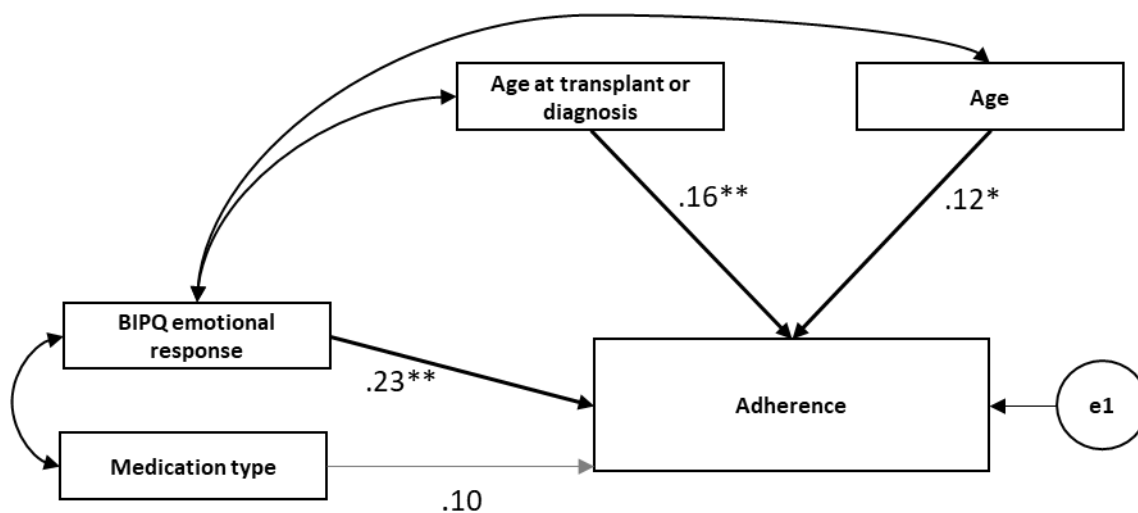 Age at transplant or
diagnosis
Age
.16**
.12*
BIPQ emotional
response
.23**
Adherence
e1
Medication type
.10